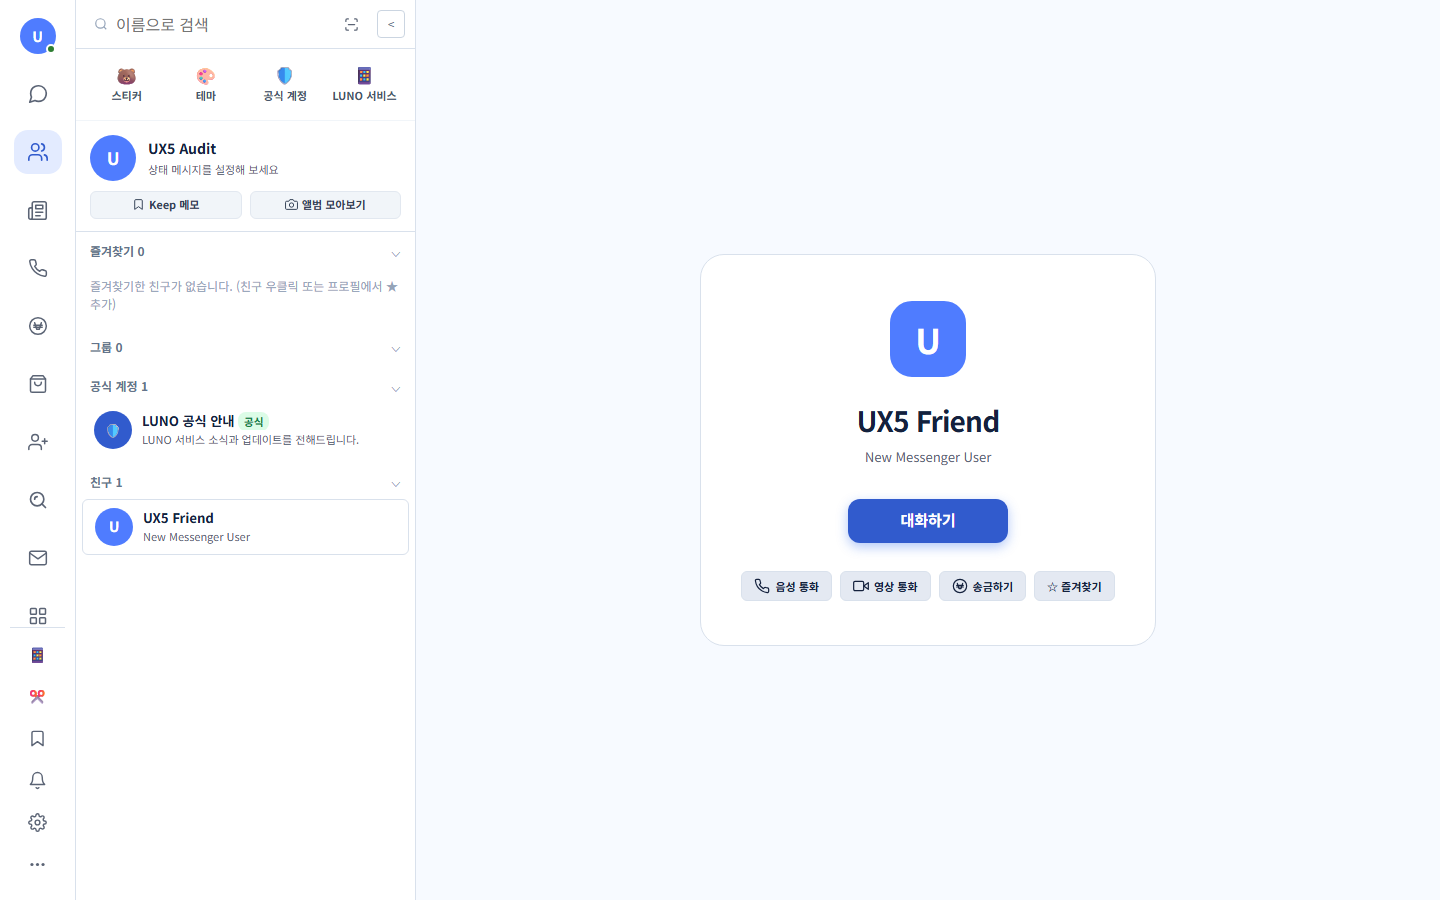 U
이름으로 검색
<
스티커
테마
공식 계정
LUNO 서비스
U
UX5 Audit
상태 메시지를 설정해 보세요
Keep 메모
앨범 모아보기
즐겨찾기 0
즐겨찾기한 친구가 없습니다. (친구 우클릭 또는 프로필에서 ★
추가)
그룹 0
공식 계정 1
LUNO 공식 안내 공식
LUNO 서비스 소식과 업데이트를 전해드립니다.
친구 1
U
UX5 Friend
New Messenger User
U
UX5 Friend
New Messenger User
대화하기
음성 통화
영상 통화
송금하기
☆ 즐겨찾기